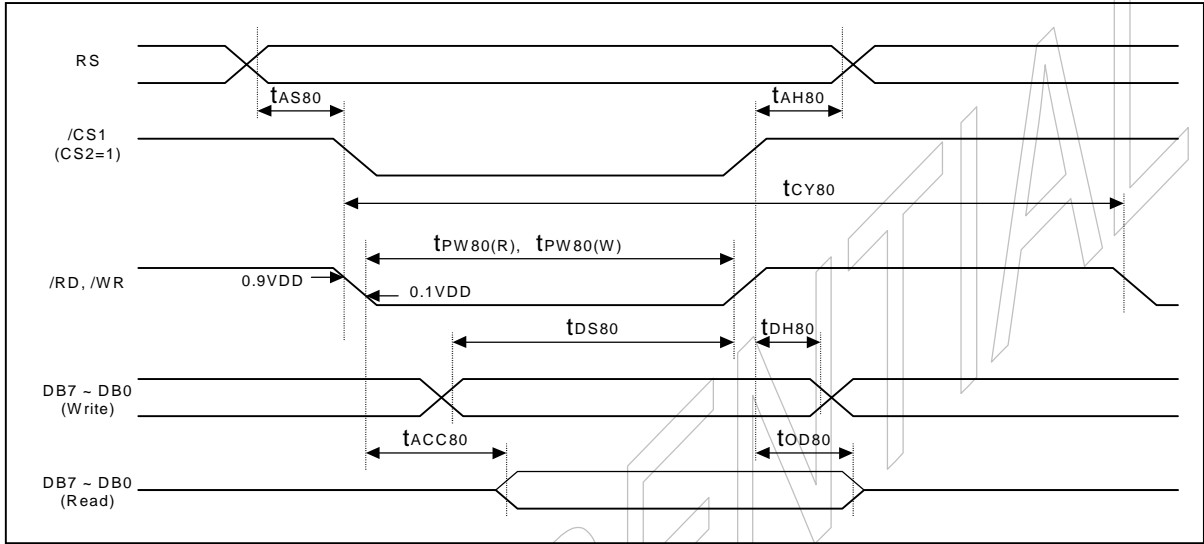 RS
tAS80
tAH80
/CS1
(CS2=1)
tCY80
tPW80(R), tPW80(W)
/RD, /WR
0.9VDD
0.1VDD
tDS80
tDH80
DB7 ~ DB0
(Write)
tACC80
tOD80
DB7 ~ DB0
(Read)
ENTIAL